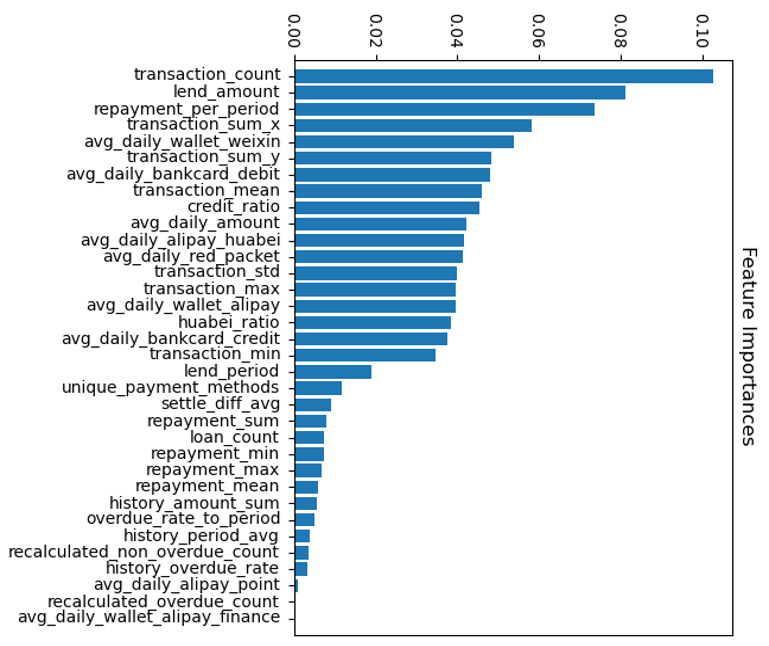 0.00 0.02 0.04 0.06 0.08 0.10
transaction_count
lend_amount
repayment_per_period
transaction_sum_x
avg_daily_wallet_weixin
transaction_sum_y
avg_daily_bankcard_debit
transaction_mean
credit_ratio
avg_daily_amount
avg_daily_alipay_huabei
avg_daily_red_packet
transaction_std
transaction_max
avg_daily_wallet_alipay
huabei_ratio
avg_daily_bankcard_credit
transaction_min
lend_period
unique_payment_methods
settle_diff_avg
repayment_sum
loan_count
repayment_min
repayment_max
repayment_mean
history_amount_sum
overdue_rate_to_period
history_period_avg
recalculated_non_overdue_count
history_overdue_rate
avg_daily_alipay_point
recalculated_overdue_count
avg_daily_wallet_alipay_finance
Feature Importances